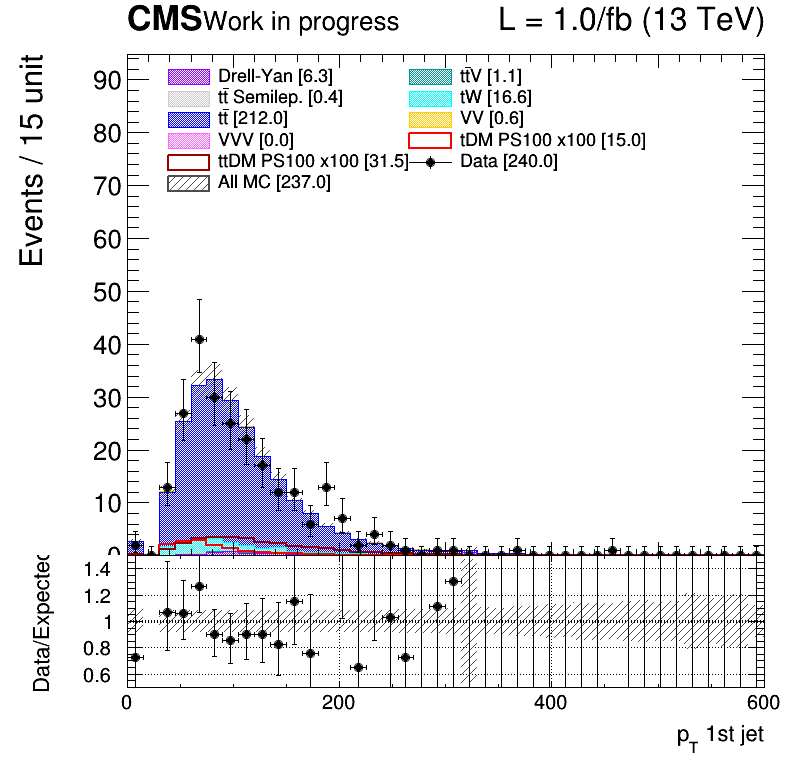 CMS Work in progress L = 1.0/fb (13 TeV)
Events / 15 unit
Drell-Yan [6.3]
tt̄ Semilep. [0.4]
tt̄ [212.0]
VVV [0.0]
ttDM PS100 x100 [31.5]
All MC [237.0]
tt̄V [1.1]
tW [16.6]
VV [0.6]
tDM PS100 x100 [15.0]
Data [240.0]
90
80
70
60
50
40
30
20
10
0
Data/Expected
1.4
1.2
1
0.8
0.6
0 200 400 600
p_T 1st jet